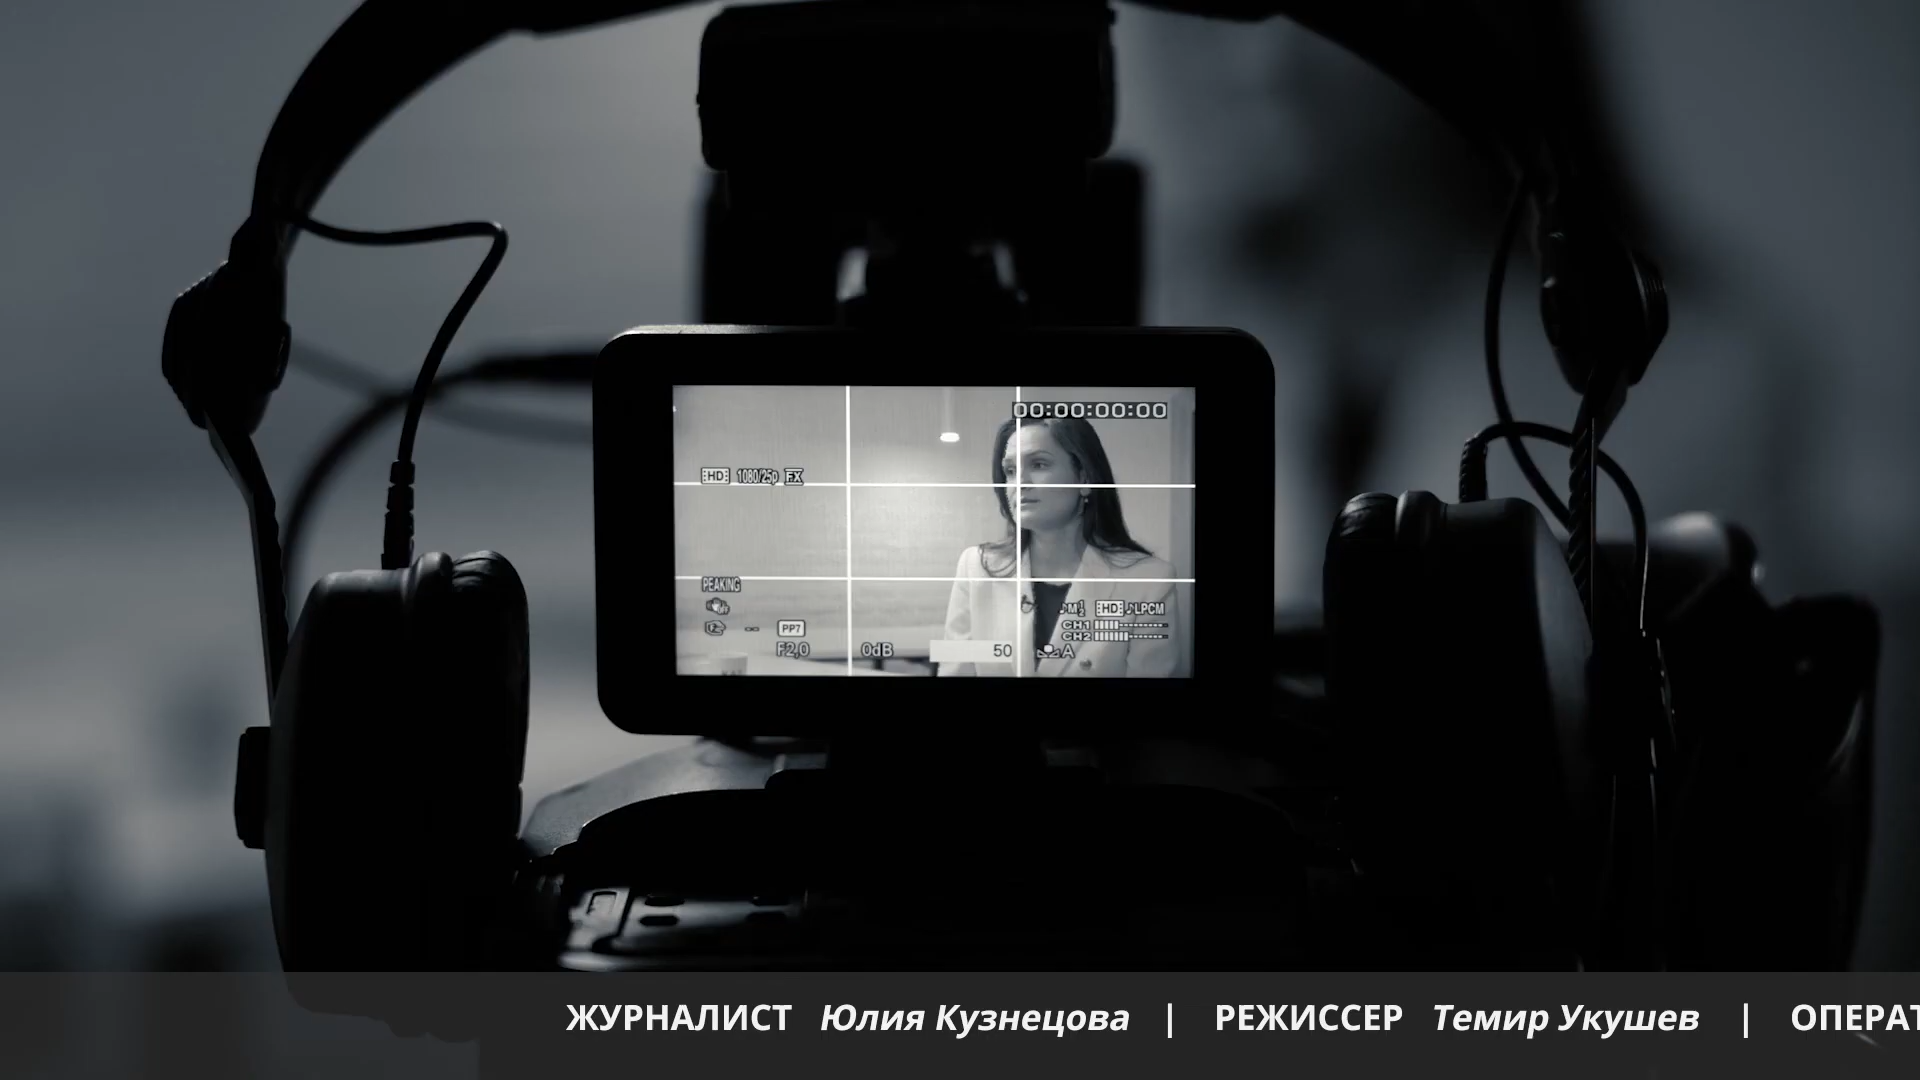 00:00:00:00
HD 1080/25p FX
PEAKING
OFF
HD LPCM
CH1
PP7
CH2
F2,0 0dB 50 A
ЖУРНАЛИСТ Юлия Кузнецова | РЕЖИССЕР Темир Укушев | ОПЕРАТ